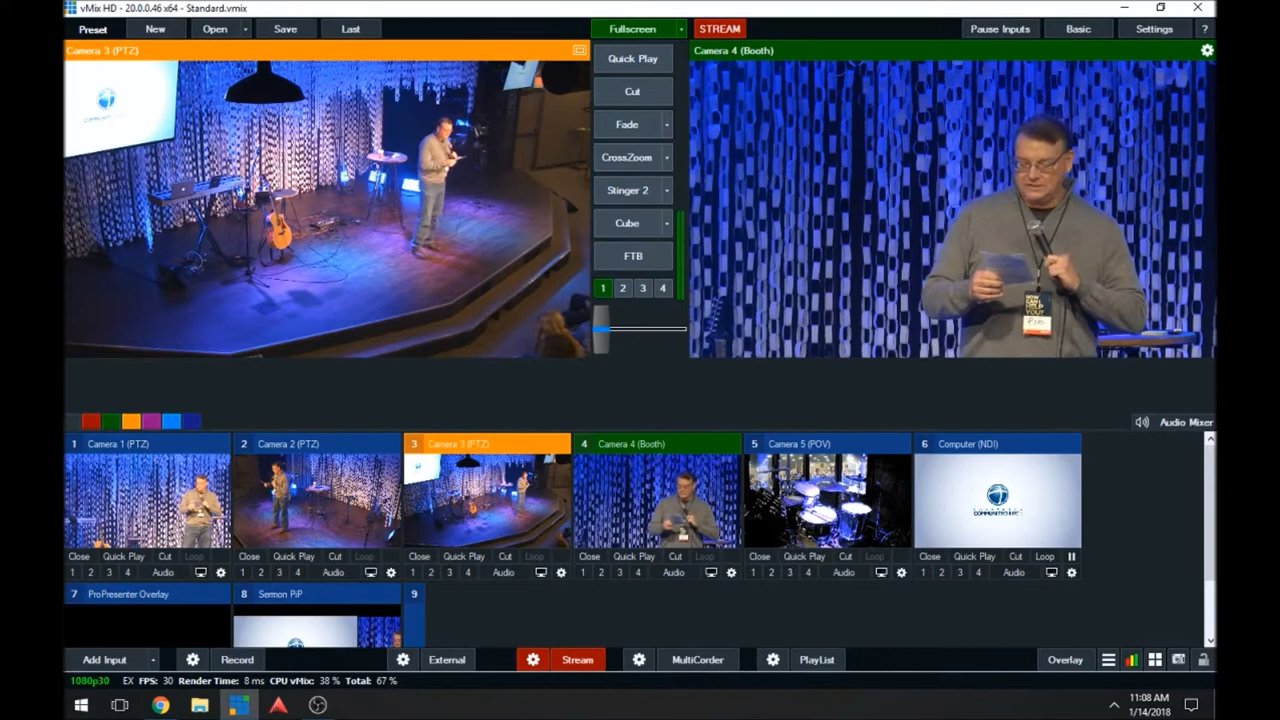 vMix HD - 20.0.0.46 x64 - Standard.vmix
Preset New Open Save Last Fullscreen STREAM Pause Inputs Basic Settings ?
Camera 3 (PTZ) Camera 4 (Booth)
Quick Play
Cut
Fade
CrossZoom
Stinger 2
Cube
FTB
1 2 3 4
HOW CAN I HELP YOU?
Audio Mixer
1 Camera 1 (PTZ) 2 Camera 2 (PTZ) 3 Camera 3 (PTZ) 4 Camera 4 (Booth) 5 Camera 5 (POV) 6 Computer (NDI)
Close Quick Play Cut Loop Close Quick Play Cut Loop Close Quick Play Cut Loop Close Quick Play Cut Loop Close Quick Play Cut Loop Close Quick Play Cut Loop
1 2 3 4 Audio 1 2 3 4 Audio 1 2 3 4 Audio 1 2 3 4 Audio 1 2 3 4 Audio 1 2 3 4 Audio
7 ProPresenter Overlay 8 Sermon PiP 9
Add Input Record External Stream MultiCorder PlayList Overlay
1080p30 EX FPS: 30 Render Time: 8 ms CPU vMix: 38 % Total: 67 %
11:08 AM
1/14/2018